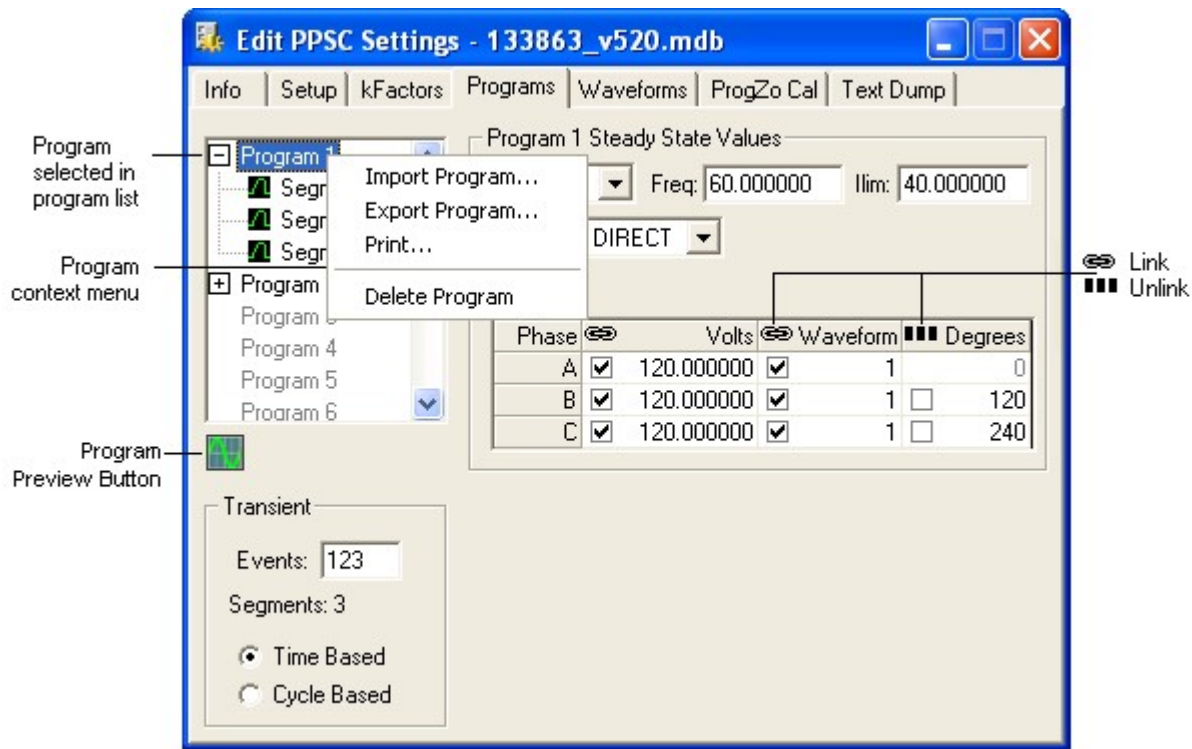 Edit PPSC Settings - 133863_v520.mdb
Info Setup kFactors Programs Waveforms ProgZo Cal Text Dump
Program
selected in
program list
Program 1
Segr
Segr
Segr
Program
Program 4
Program 5
Program 6
Program
context menu
Import Program...
Export Program...
Print...
Delete Program
Program 1 Steady State Values
Freq: 60.000000 Ilim: 40.000000
DIRECT
Link
Unlink
Phase Volts Waveform Degrees
A 120.000000 1 0
B 120.000000 1 120
C 120.000000 1 240
Program
Preview Button
Transient
Events: 123
Segments: 3
Time Based
Cycle Based